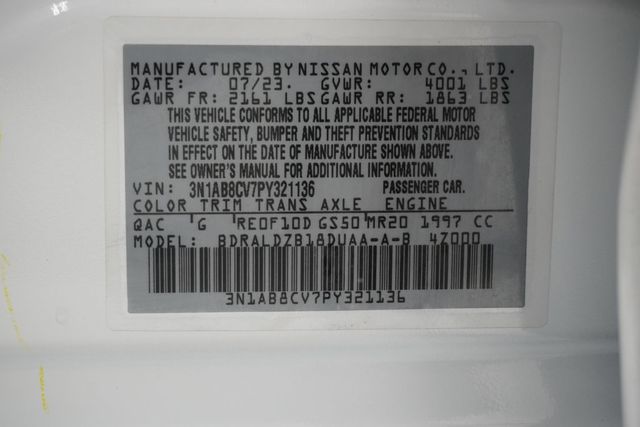 MANUFACTURED BY NISSAN MOTOR CO., LTD.
DATE: 07/23. GVWR: 4001 LBS
GAWR FR: 2161 LBS GAWR RR: 1863 LBS
THIS VEHICLE CONFORMS TO ALL APPLICABLE FEDERAL MOTOR
VEHICLE SAFETY, BUMPER AND THEFT PREVENTION STANDARDS
IN EFFECT ON THE DATE OF MANUFACTURE SHOWN ABOVE.
SEE OWNER'S MANUAL FOR ADDITIONAL INFORMATION.
VIN: 3N1AB8CV7PY321136 PASSENGER CAR.
COLOR TRIM TRANS AXLE ENGINE
QAC G RE0F10D GS50 MR20 1997 CC
MODEL: BDRALDZB18DUAA-A-B 4Z000
3N1AB8CV7PY321136